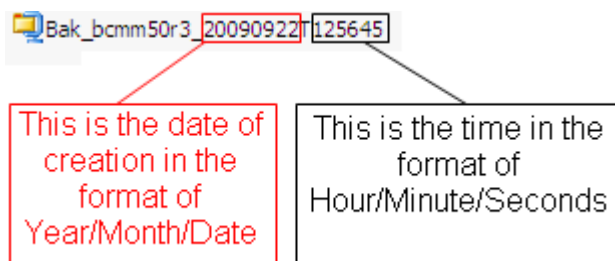 Bak_bcmm50r3_20090922T125645
This is the date of
creation in the
format of
Year/Month/Date
This is the time in the
format of
Hour/Minute/Seconds